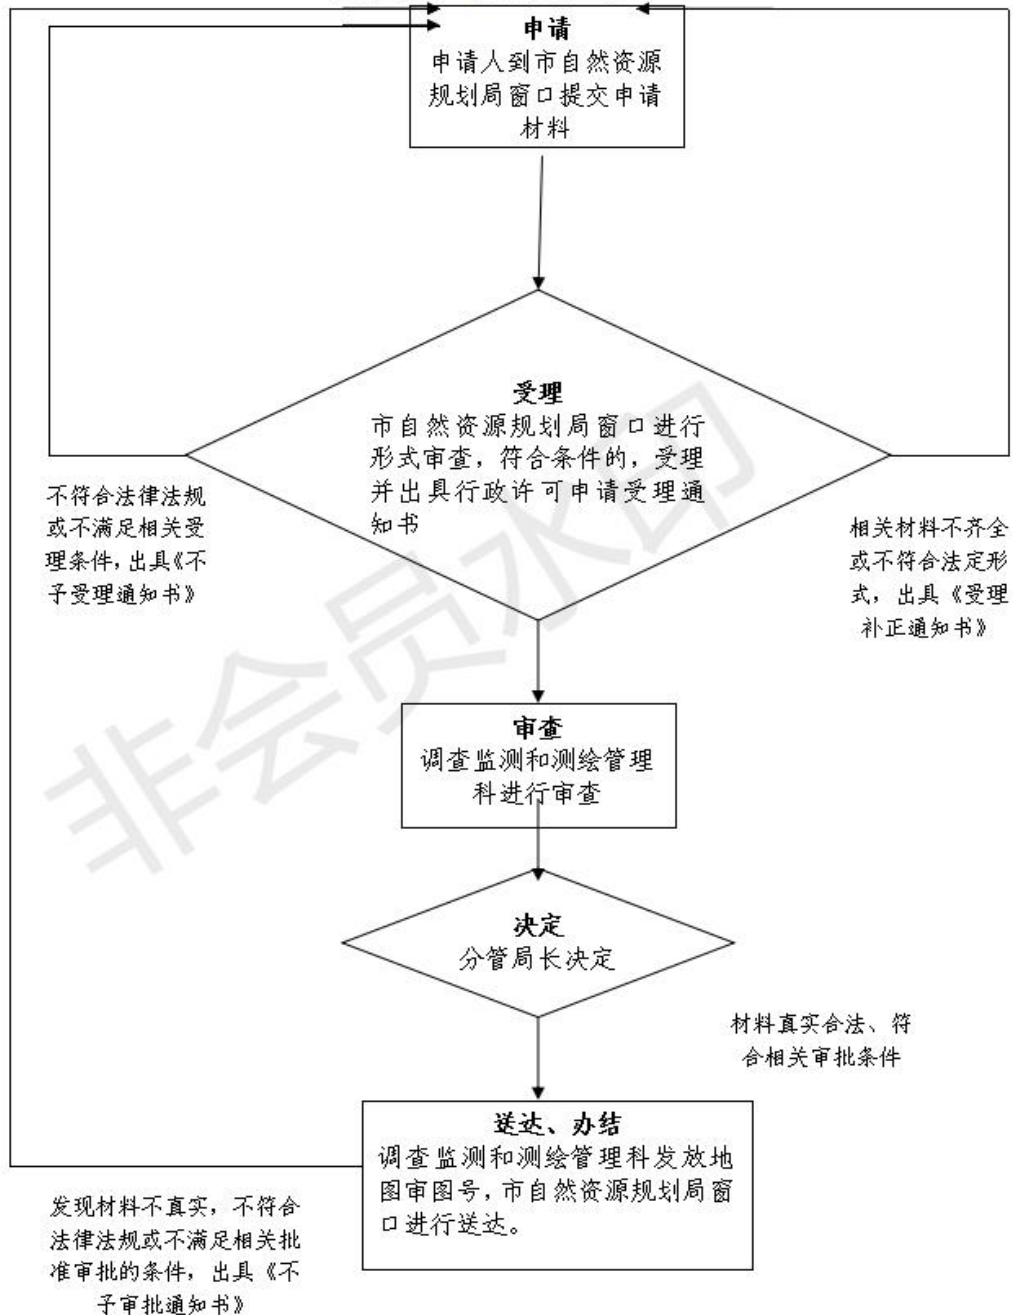 申请
申请人到市自然资源
规划局窗口提交申请
材料
受理
市自然资源规划局窗口进行
形式审查，符合条件的，受理
并出具行政许可申请受理通
知书
不符合法律法规
或不满足相关受
理条件，出具《不
予受理通知书》
相关材料不齐全
或不符合法定形
式，出具《受理
补正通知书》
审查
调查监测和测绘管理
科进行审查
决定
分管局长决定
材料真实合法、符
合相关审批条件
送达、办结
调查监测和测绘管理科发放地
图审图号，市自然资源规划局窗
口进行送达。
发现材料不真实，不符合
法律法规或不满足相关批
准审批的条件，出具《不
予审批通知书》
非会员水印